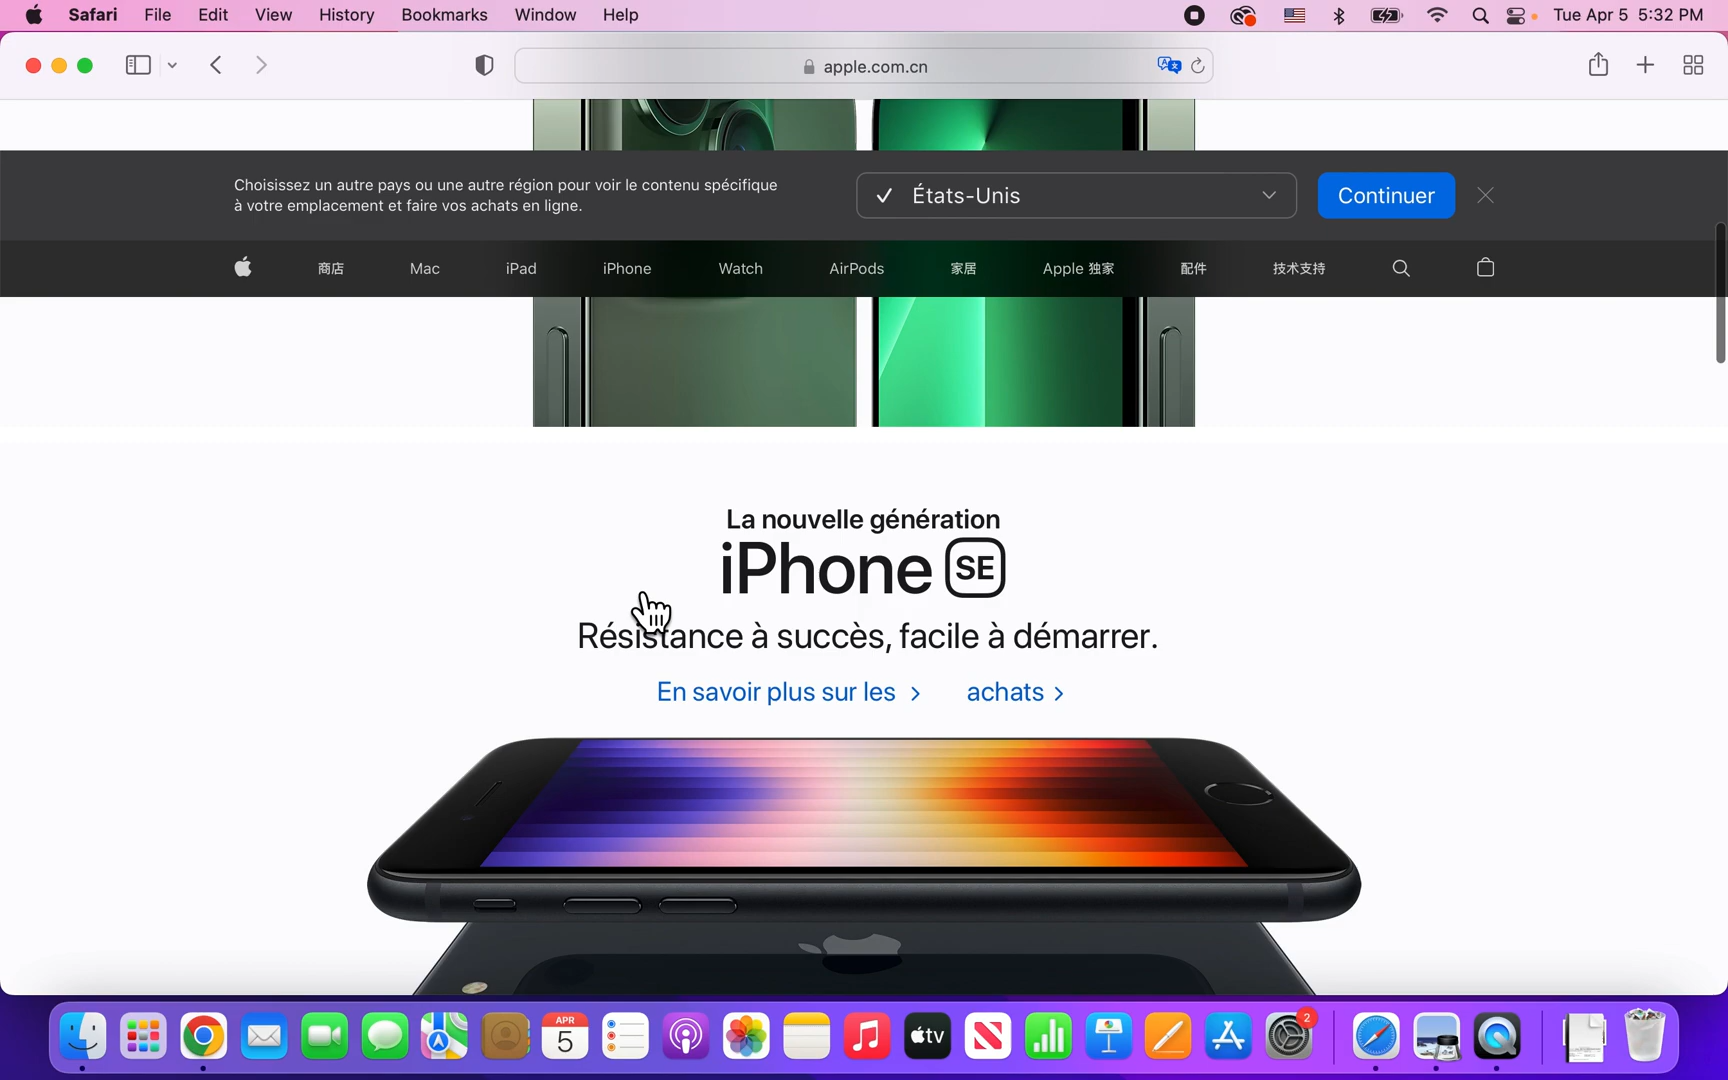 Safari File Edit View History Bookmarks Window Help Tue Apr 5 5:32 PM
apple.com.cn
Choisissez un autre pays ou une autre région pour voir le contenu spécifique
à votre emplacement et faire vos achats en ligne.
États-Unis
Continuer
商店 Mac iPad iPhone Watch AirPods 家居 Apple 独家 配件 技术支持
La nouvelle génération
iPhone SE
Résistance à succès, facile à démarrer.
En savoir plus sur les > achats >
APR
5
tv
2